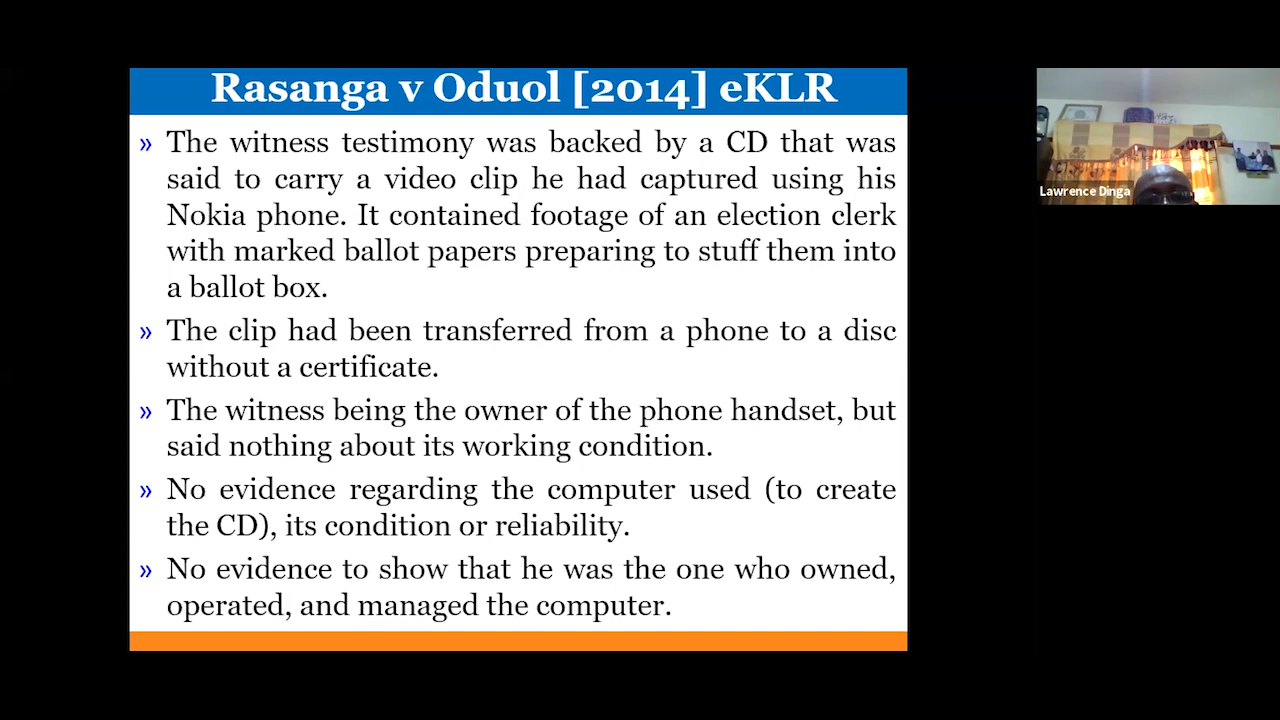 Rasanga v Oduol [2014] eKLR
» The witness testimony was backed by a CD that was
said to carry a video clip he had captured using his
Nokia phone. It contained footage of an election clerk
with marked ballot papers preparing to stuff them into
a ballot box.
» The clip had been transferred from a phone to a disc
without a certificate.
» The witness being the owner of the phone handset, but
said nothing about its working condition.
» No evidence regarding the computer used (to create
the CD), its condition or reliability.
» No evidence to show that he was the one who owned,
operated, and managed the computer.
Lawrence Dinga